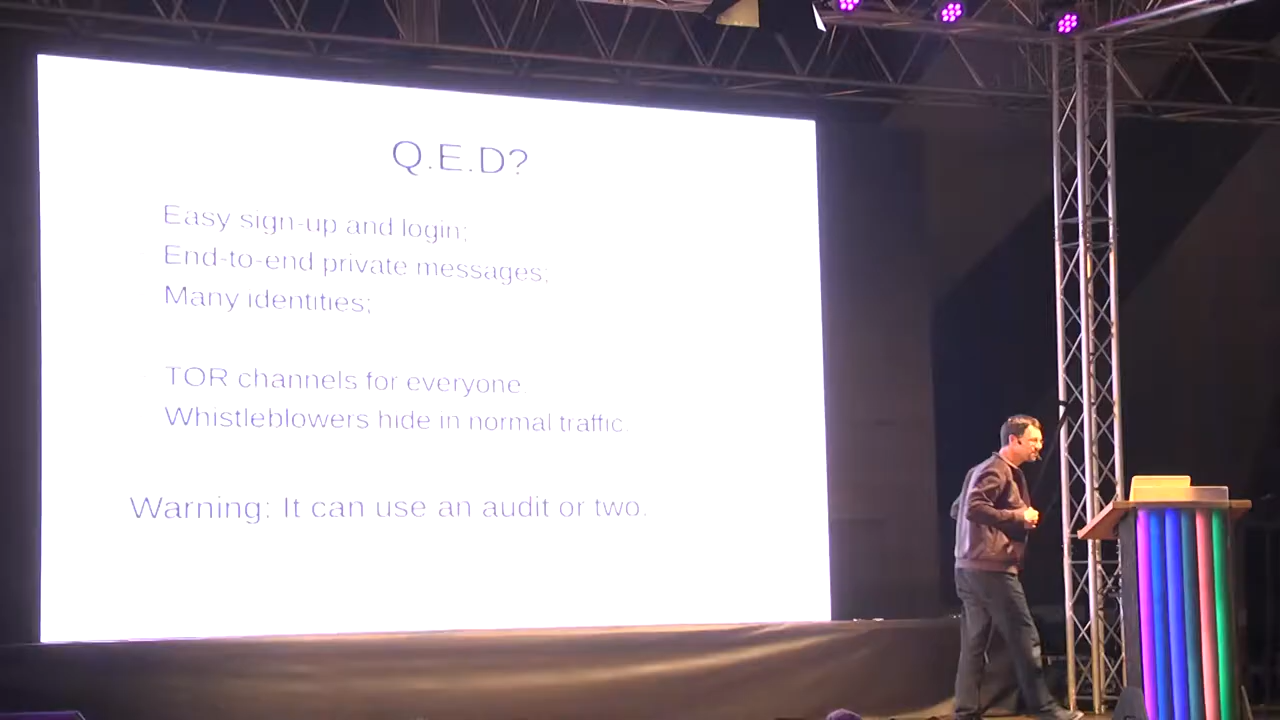 Q.E.D?
Easy sign-up and login;
End-to-end private messages;
Many identities;
TOR channels for everyone.
Whistleblowers hide in normal traffic.
Warning: It can use an audit or two.